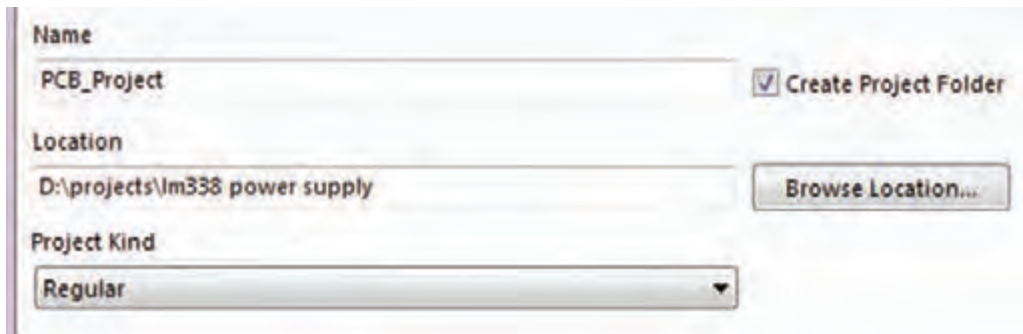 Name
PCB_Project
Create Project Folder
Location
D:\projects\lm338 power supply
Browse Location...
Project Kind
Regular